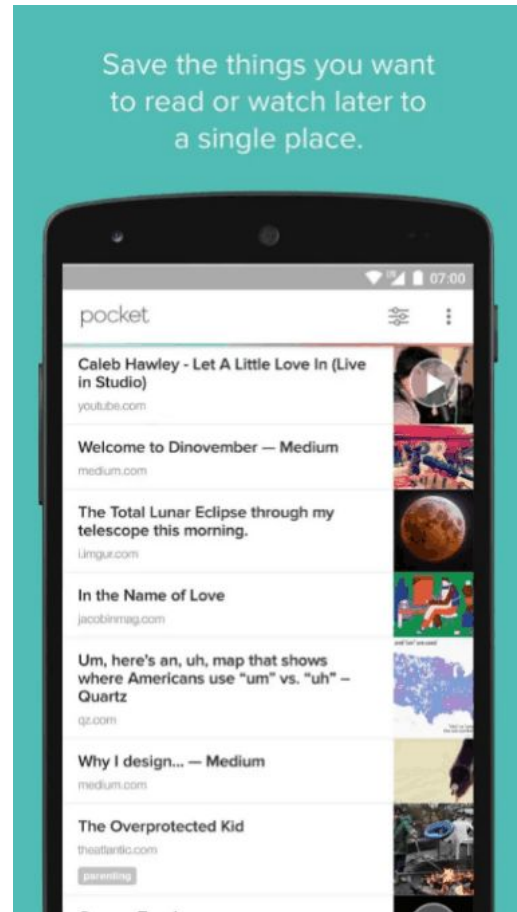 Save the things you want
to read or watch later to
a single place.
07:00
pocket
Caleb Hawley - Let A Little Love In (Live
in Studio)
youtube.com
Welcome to Dinovember — Medium
medium.com
The Total Lunar Eclipse through my
telescope this morning.
i.imgur.com
In the Name of Love
jacobinmag.com
Um, here's an, uh, map that shows
where Americans use “um” vs. “uh” –
Quartz
qz.com
Why I design... — Medium
medium.com
The Overprotected Kid
theatlantic.com
parenting